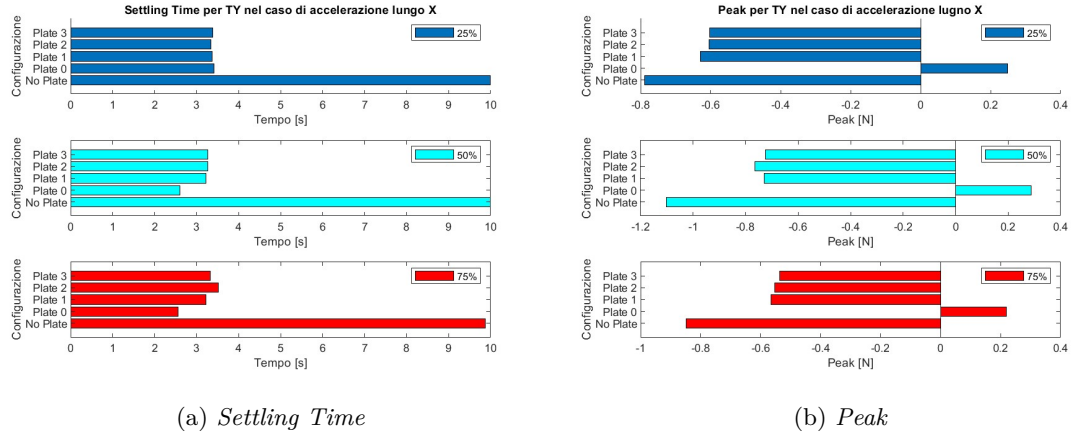 Settling Time per TY nel caso di accelerazione lungo X
Configurazione
Plate 3
Plate 2
Plate 1
Plate 0
No Plate
25%
0 1 2 3 4 5 6 7 8 9 10
Tempo [s]
Configurazione
Plate 3
Plate 2
Plate 1
Plate 0
No Plate
50%
0 1 2 3 4 5 6 7 8 9 10
Tempo [s]
Configurazione
Plate 3
Plate 2
Plate 1
Plate 0
No Plate
75%
0 1 2 3 4 5 6 7 8 9 10
Tempo [s]
(a) Settling Time
Peak per TY nel caso di accelerazione lugno X
Configurazione
Plate 3
Plate 2
Plate 1
Plate 0
No Plate
25%
-0.8 -0.6 -0.4 -0.2 0 0.2 0.4
Peak [N]
Configurazione
Plate 3
Plate 2
Plate 1
Plate 0
No Plate
50%
-1.2 -1 -0.8 -0.6 -0.4 -0.2 0 0.2 0.4
Peak [N]
Configurazione
Plate 3
Plate 2
Plate 1
Plate 0
No Plate
75%
-1 -0.8 -0.6 -0.4 -0.2 0 0.2 0.4
Peak [N]
(b) Peak